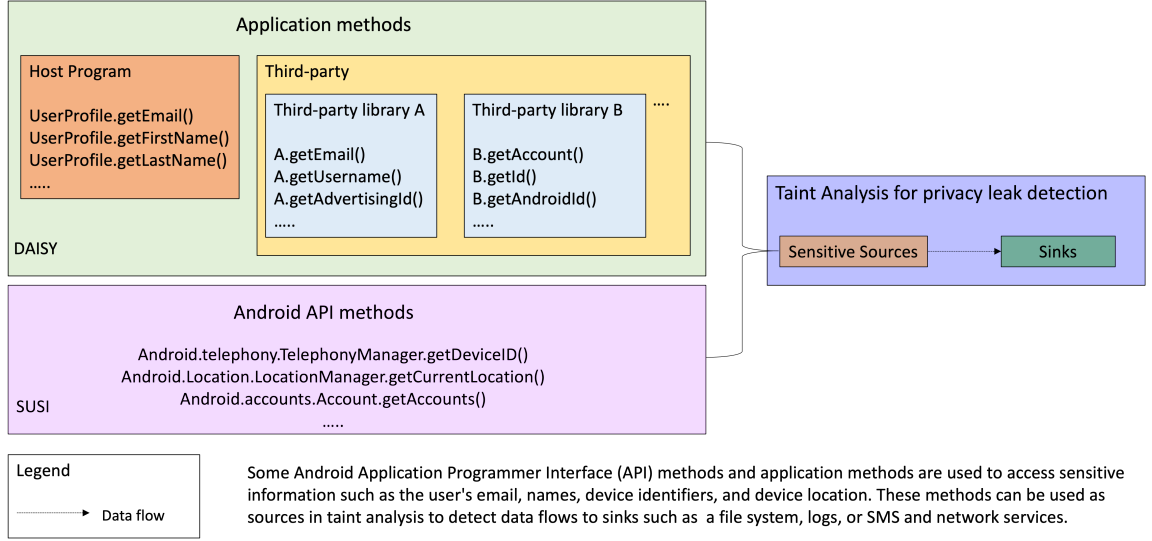 Application methods
Host Program
UserProfile.getEmail()
UserProfile.getFirstName()
UserProfile.getLastName()
.....
Third-party
Third-party library A
A.getEmail()
A.getUsername()
A.getAdvertisingId()
.....
Third-party library B
B.getAccount()
B.getId()
B.getAndroidId()
.....
....
DAISY
Android API methods
Android.telephony.TelephonyManager.getDeviceID()
Android.Location.LocationManager.getCurrentLocation()
Android.accounts.Account.getAccounts()
.....
SUSI
Taint Analysis for privacy leak detection
Sensitive Sources
Sinks
Legend
Data flow
Some Android Application Programmer Interface (API) methods and application methods are used to access sensitive
information such as the user's email, names, device identifiers, and device location. These methods can be used as
sources in taint analysis to detect data flows to sinks such as  a file system, logs, or SMS and network services.